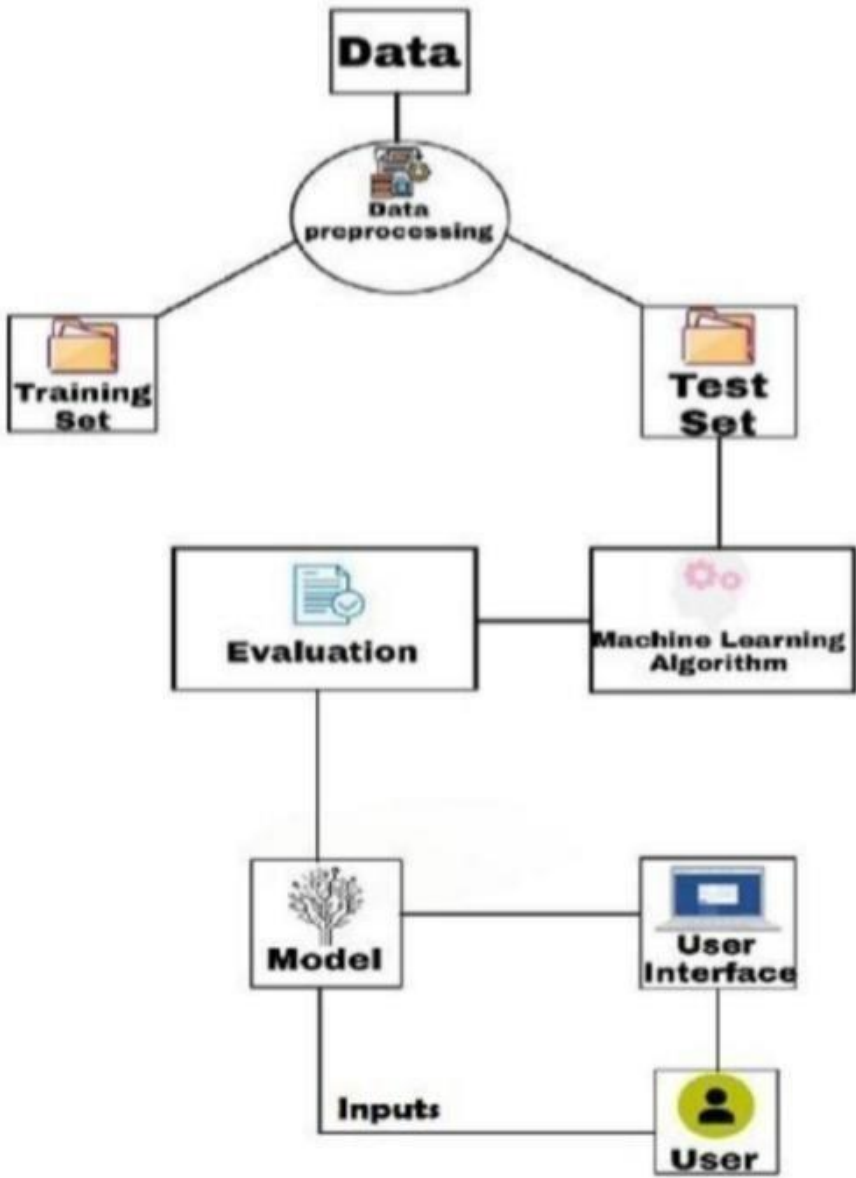 Data
Data
preprocessing
Training
Set
Test
Set
Evaluation
Machine Learning
Algorithm
Model
User
Interface
Inputs
User